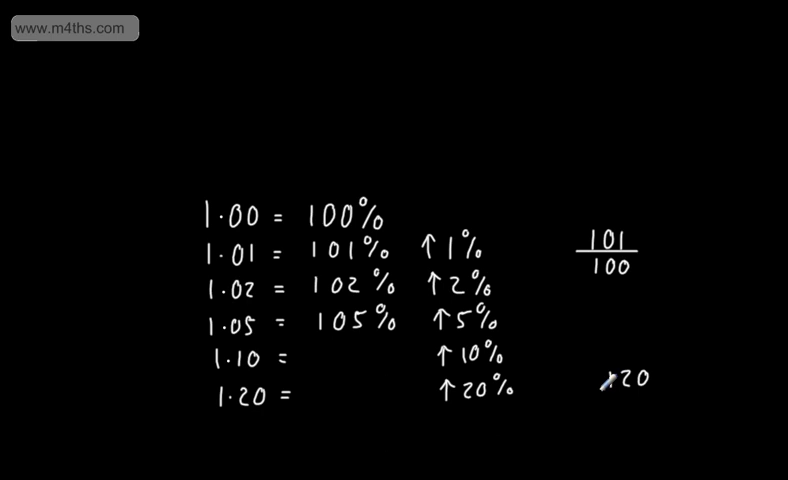 www.m4ths.com
1.00 = 100%
1.01 = 101% ↑1%
101
100
1.02 = 102% ↑2%
1.05 = 105% ↑5%
1.10 = ↑10%
1.20 = ↑20%
120